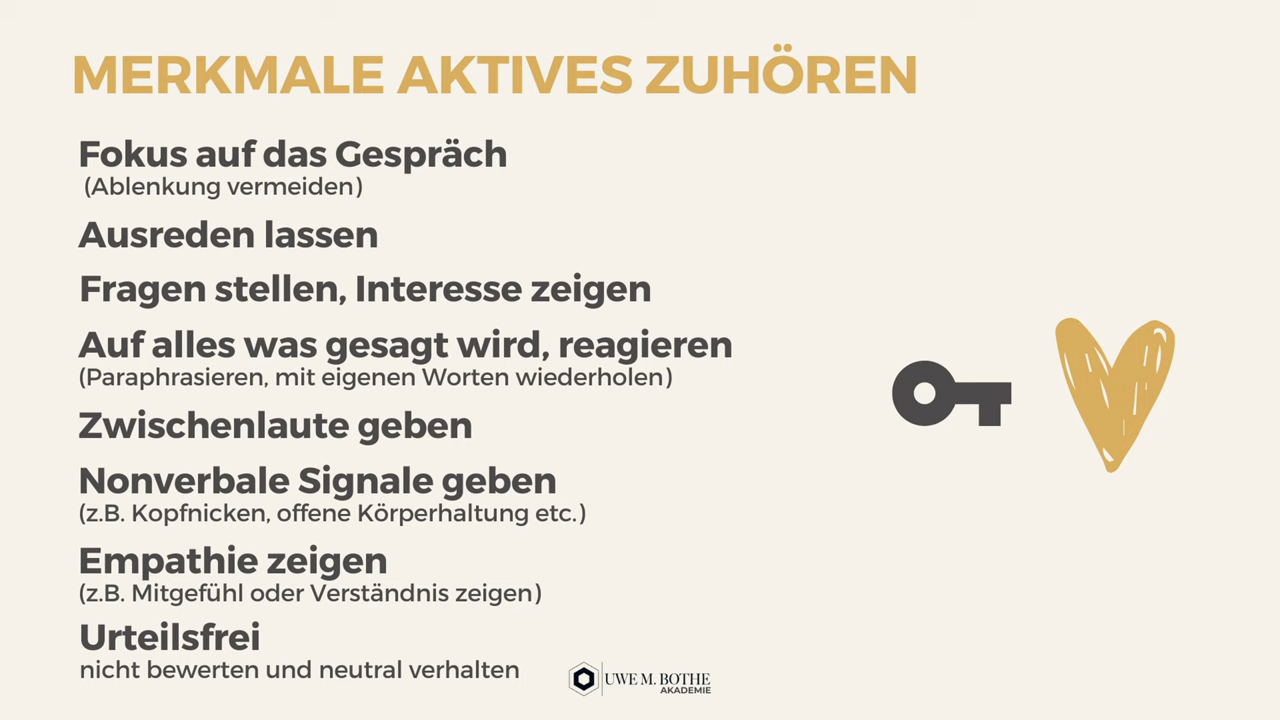 MERKMALE AKTIVES ZUHÖREN
Fokus auf das Gespräch
(Ablenkung vermeiden)
Ausreden lassen
Fragen stellen, Interesse zeigen
Auf alles was gesagt wird, reagieren
(Paraphrasieren, mit eigenen Worten wiederholen)
Zwischenlaute geben
Nonverbale Signale geben
(z.B. Kopfnicken, offene Körperhaltung etc.)
Empathie zeigen
(z.B. Mitgefühl oder Verständnis zeigen)
Urteilsfrei
nicht bewerten und neutral verhalten
UWE M. BOTHE
AKADEMIE